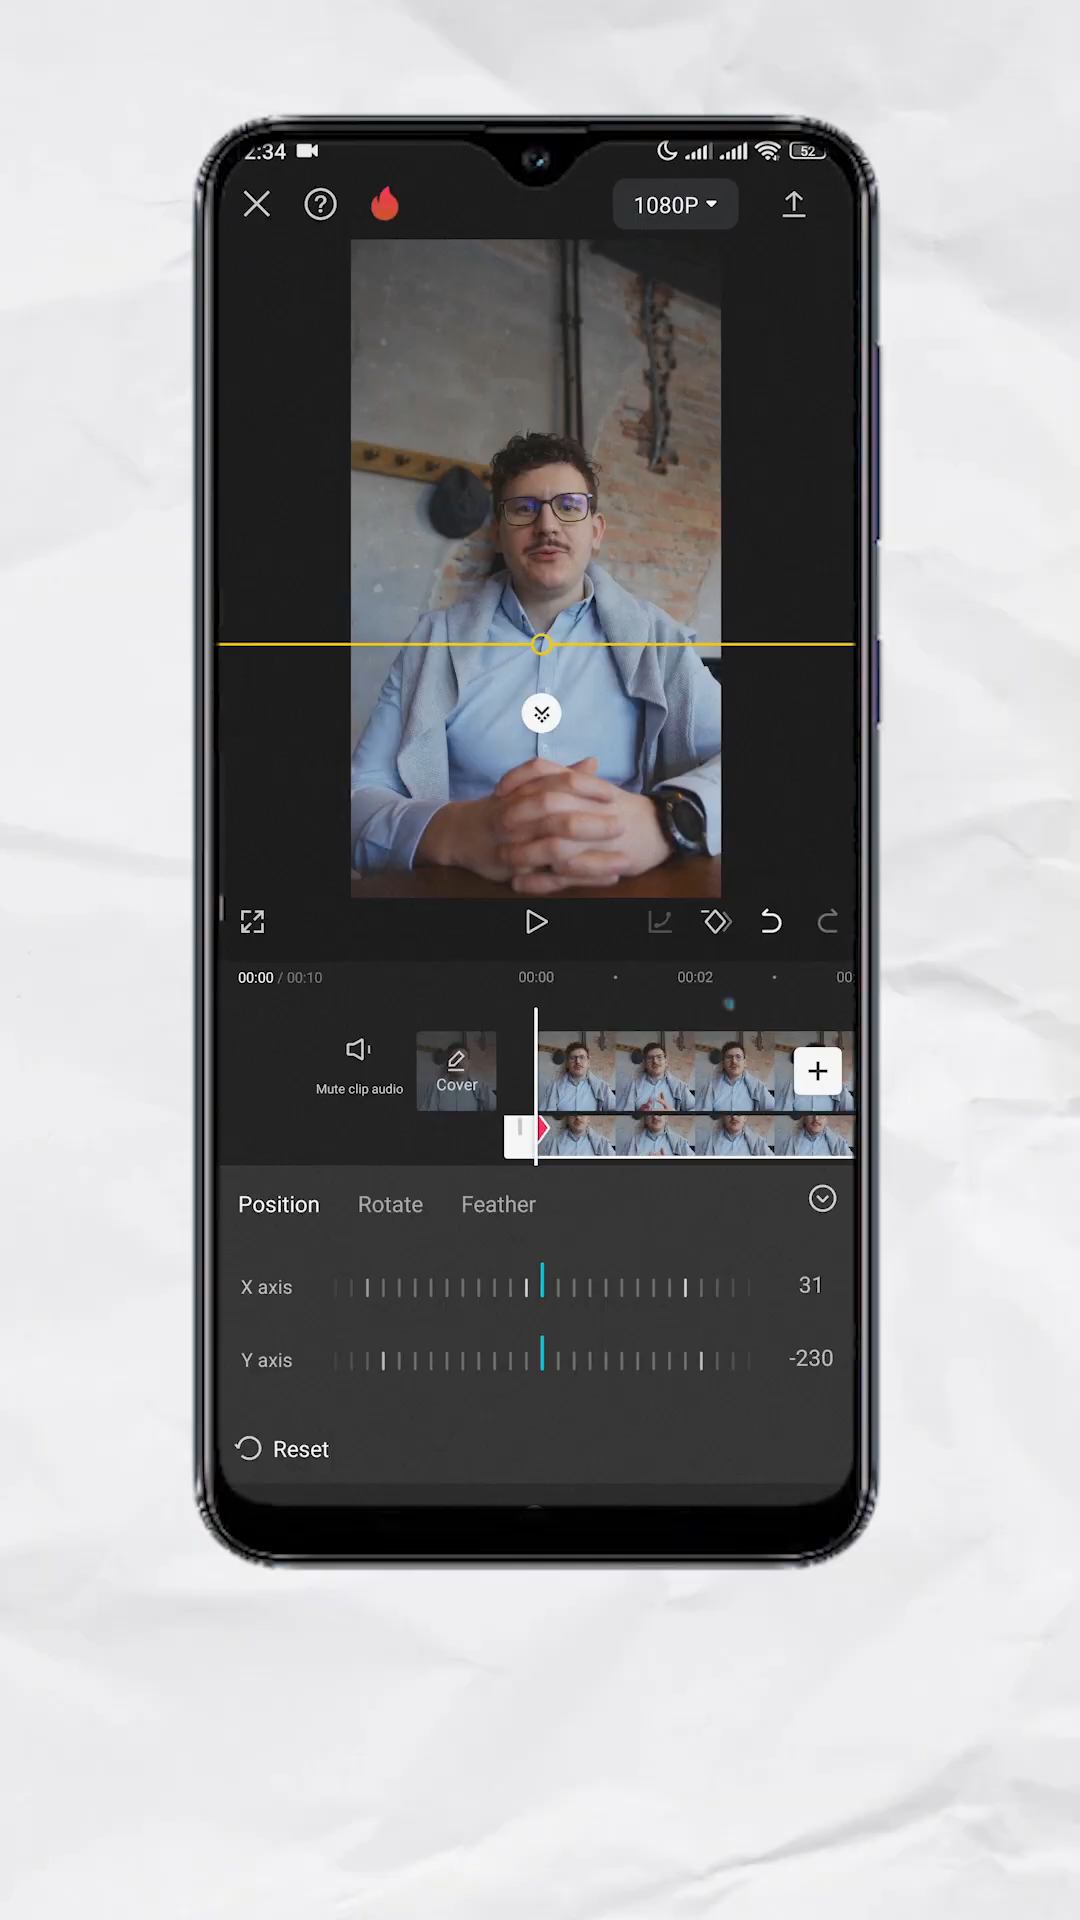 2:34 52
1080P
00:00 / 00:10 00:00 00:02 00
Mute clip audio
Cover
Position Rotate Feather
X axis 31
Y axis -230
Reset